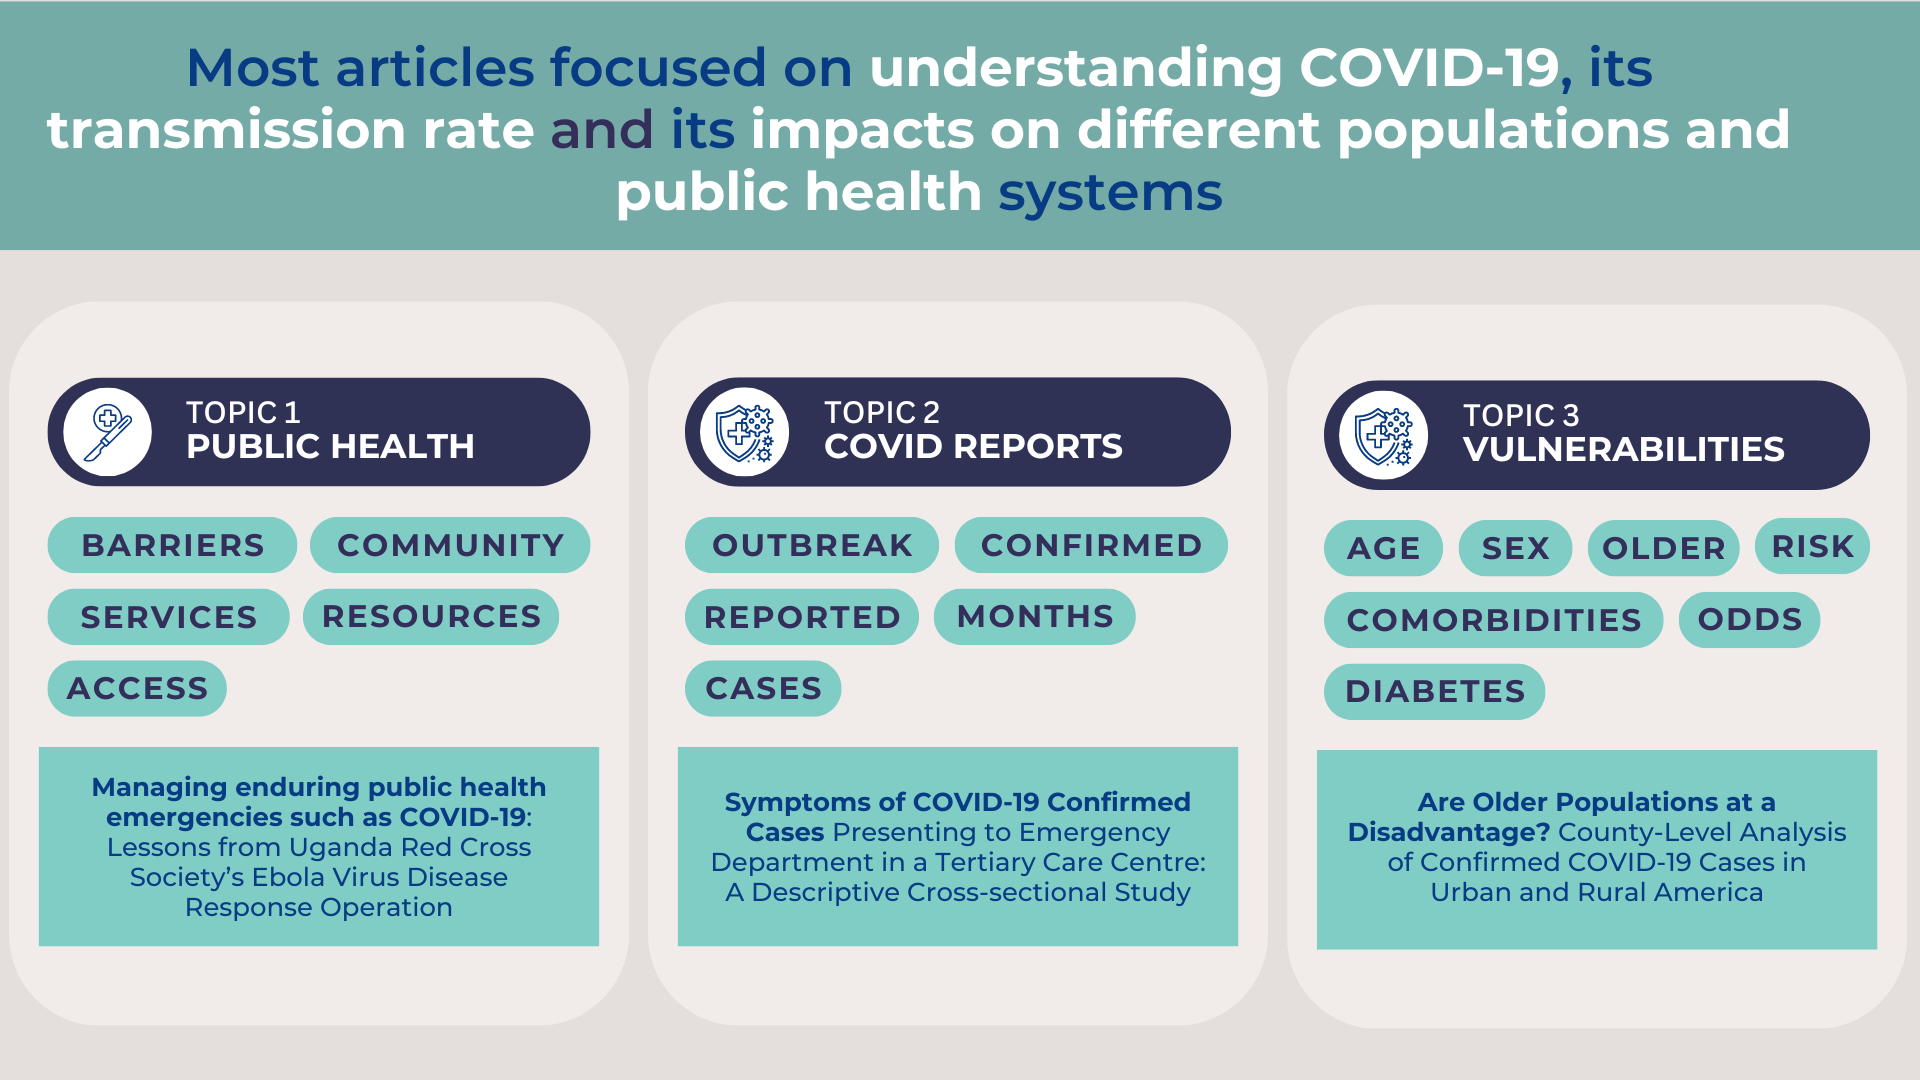 Most articles focused on understanding COVID-19, its
transmission rate and its impacts on different populations and
public health systems
TOPIC 1
PUBLIC HEALTH
BARRIERS COMMUNITY
SERVICES RESOURCES
ACCESS
Managing enduring public health
emergencies such as COVID-19:
Lessons from Uganda Red Cross
Society’s Ebola Virus Disease
Response Operation
TOPIC 2
COVID REPORTS
OUTBREAK CONFIRMED
REPORTED MONTHS
CASES
Symptoms of COVID-19 Confirmed
Cases Presenting to Emergency
Department in a Tertiary Care Centre:
A Descriptive Cross-sectional Study
TOPIC 3
VULNERABILITIES
AGE SEX OLDER RISK
COMORBIDITIES ODDS
DIABETES
Are Older Populations at a
Disadvantage? County-Level Analysis
of Confirmed COVID-19 Cases in
Urban and Rural America